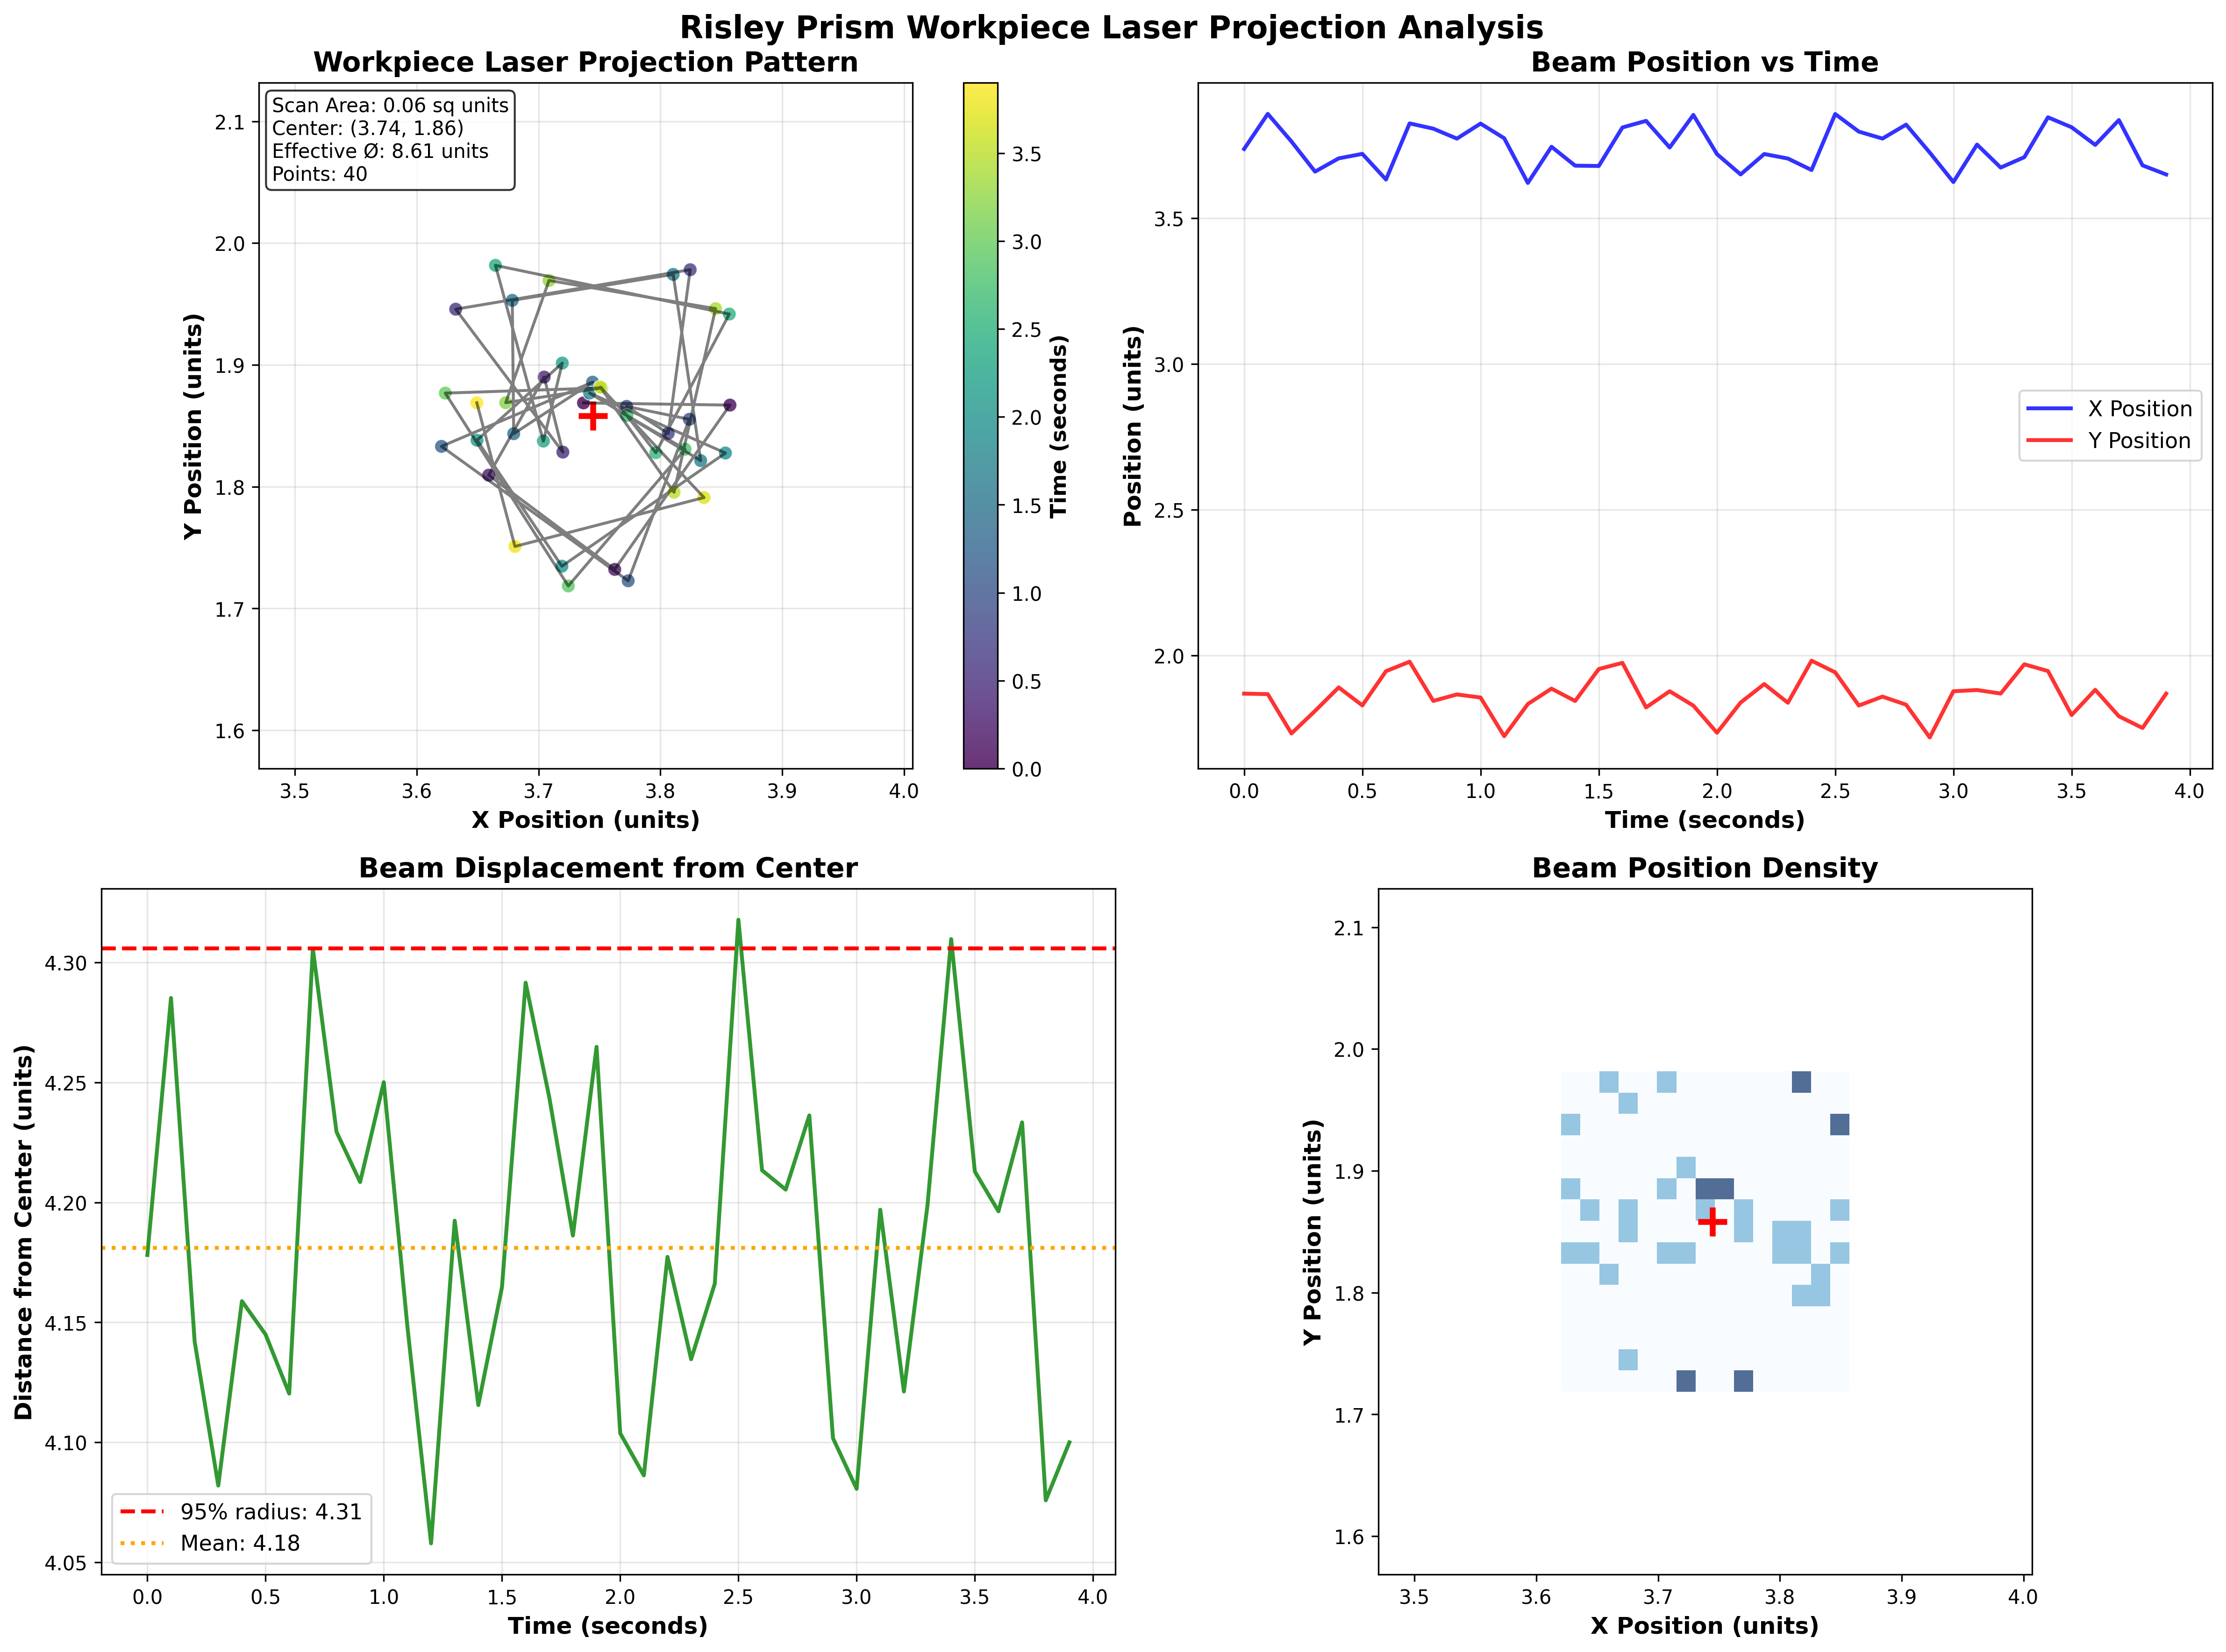 Risley Prism Workpiece Laser Projection Analysis
Workpiece Laser Projection Pattern
Scan Area: 0.06 sq units
Center: (3.74, 1.86)
Effective Ø: 8.61 units
Points: 40
Y Position (units)
2.1
2.0
1.9
1.8
1.7
1.6
3.5 3.6 3.7 3.8 3.9 4.0
X Position (units)
3.5
3.0
2.5
2.0
1.5
1.0
0.5
0.0
Time (seconds)
Beam Position vs Time
Position (units)
3.5
3.0
2.5
2.0
X Position
Y Position
0.0 0.5 1.0 1.5 2.0 2.5 3.0 3.5 4.0
Time (seconds)
Beam Displacement from Center
Distance from Center (units)
4.30
4.25
4.20
4.15
4.10
4.05
95% radius: 4.31
Mean: 4.18
0.0 0.5 1.0 1.5 2.0 2.5 3.0 3.5 4.0
Time (seconds)
Beam Position Density
Y Position (units)
2.1
2.0
1.9
1.8
1.7
1.6
3.5 3.6 3.7 3.8 3.9 4.0
X Position (units)